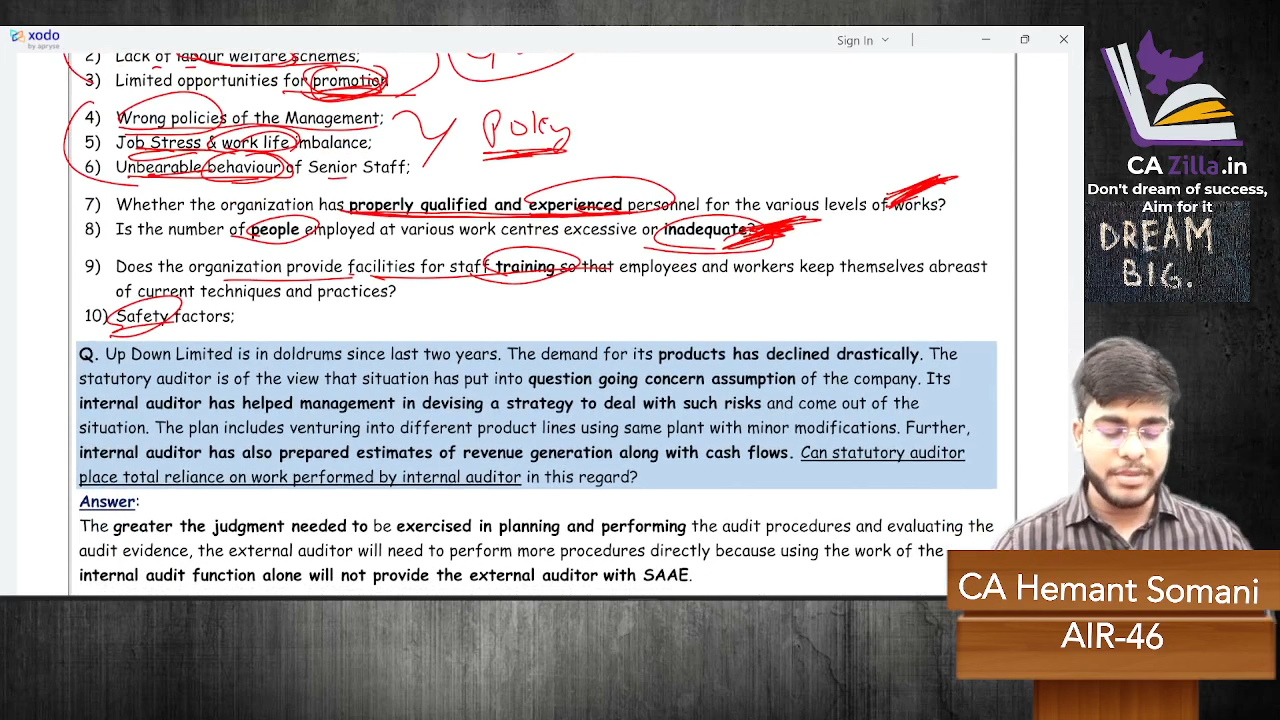 xodo
by apryse
Sign In
2) Lack of labour welfare schemes;
3) Limited opportunities for promotion
4) Wrong policies of the Management;
5) Job Stress & work life imbalance;
6) Unbearable behaviour of Senior Staff;
Policy
7) Whether the organization has properly qualified and experienced personnel for the various levels of works?
8) Is the number of people employed at various work centres excessive or inadequate?
9) Does the organization provide facilities for staff training so that employees and workers keep themselves abreast
of current techniques and practices?
10) Safety factors;
Q. Up Down Limited is in doldrums since last two years. The demand for its products has declined drastically. The
statutory auditor is of the view that situation has put into question going concern assumption of the company. Its
internal auditor has helped management in devising a strategy to deal with such risks and come out of the
situation. The plan includes venturing into different product lines using same plant with minor modifications. Further,
internal auditor has also prepared estimates of revenue generation along with cash flows. Can statutory auditor
place total reliance on work performed by internal auditor in this regard?
Answer:
The greater the judgment needed to be exercised in planning and performing the audit procedures and evaluating the
audit evidence, the external auditor will need to perform more procedures directly because using the work of the
internal audit function alone will not provide the external auditor with SAAE.
CA Zilla.in
Don't dream of success,
Aim for it
DREAM
BIG.
CA Hemant Somani
AIR-46